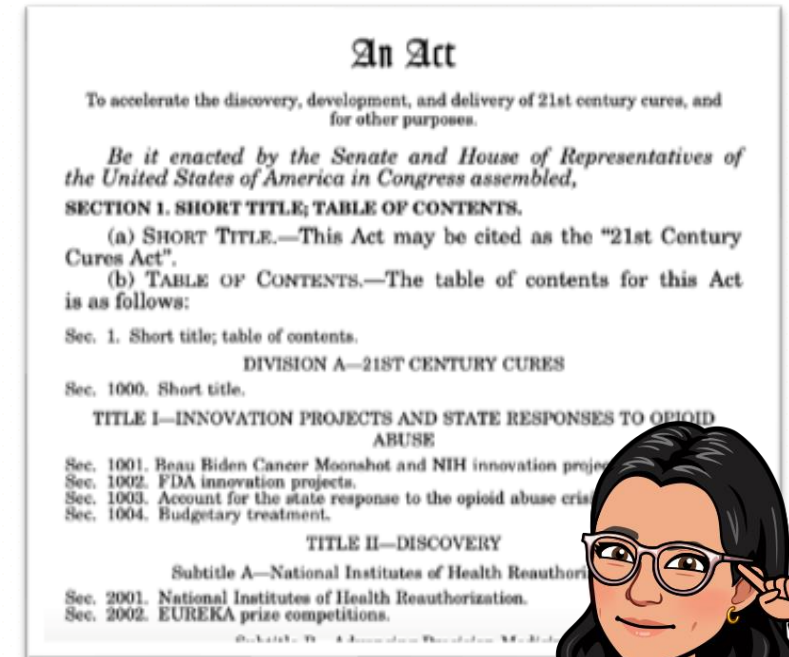 An Act
To accelerate the discovery, development, and delivery of 21st century cures, and
for other purposes.
Be it enacted by the Senate and House of Representatives of
the United States of America in Congress assembled,
SECTION 1. SHORT TITLE; TABLE OF CONTENTS.
(a) SHORT TITLE.—This Act may be cited as the "21st Century
Cures Act".
(b) TABLE OF CONTENTS.—The table of contents for this Act
is as follows:
Sec. 1. Short title; table of contents.
DIVISION A—21ST CENTURY CURES
Sec. 1000. Short title.
TITLE I—INNOVATION PROJECTS AND STATE RESPONSES TO OPIOID
ABUSE
Sec. 1001. Beau Biden Cancer Moonshot and NIH innovation
Sec. 1002. FDA innovation projects.
Sec. 1003. Account for the state response to the opioid abuse
Sec. 1004. Budgetary treatment.
TITLE II—DISCOVERY
Subtitle A—National Institutes of Health
Sec. 2001. National Institutes of Health Reauthorization.
Sec. 2002. EUREKA prize competitions.